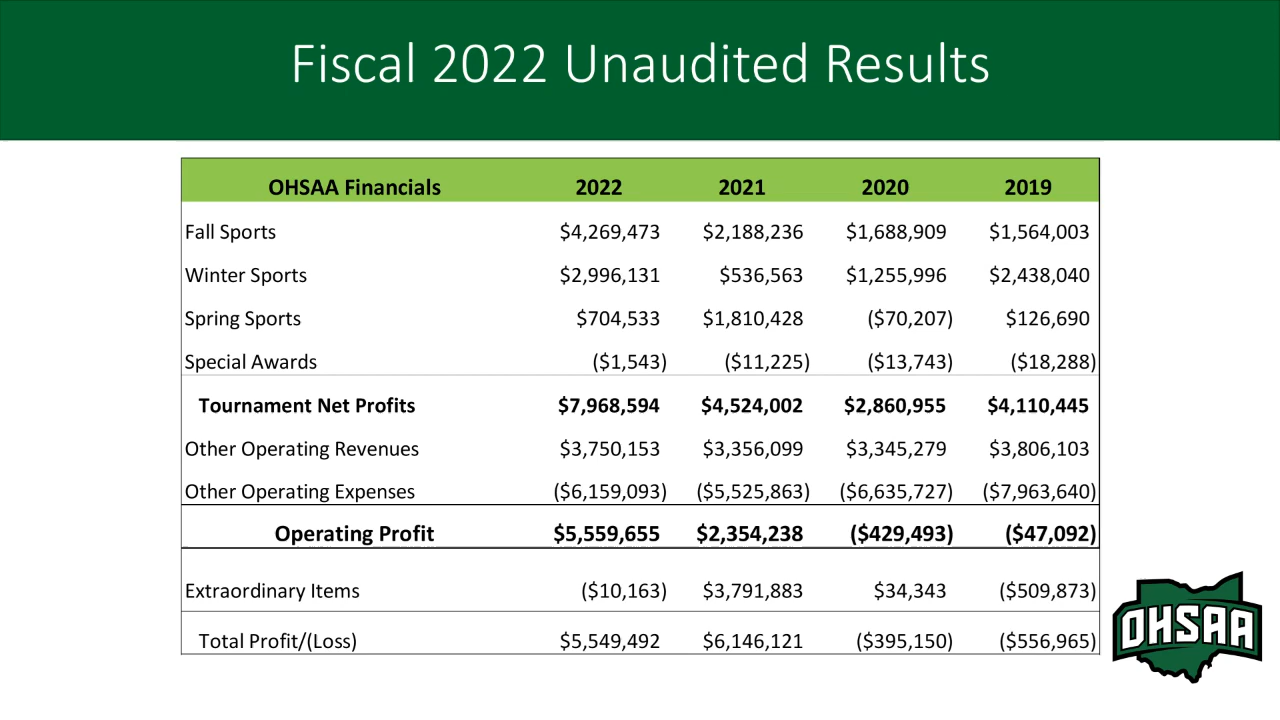 Fiscal 2022 Unaudited Results
OHSAA Financials 2022 2021 2020 2019
Fall Sports $4,269,473 $2,188,236 $1,688,909 $1,564,003
Winter Sports $2,996,131 $536,563 $1,255,996 $2,438,040
Spring Sports $704,533 $1,810,428 ($70,207) $126,690
Special Awards ($1,543) ($11,225) ($13,743) ($18,288)
Tournament Net Profits $7,968,594 $4,524,002 $2,860,955 $4,110,445
Other Operating Revenues $3,750,153 $3,356,099 $3,345,279 $3,806,103
Other Operating Expenses ($6,159,093) ($5,525,863) ($6,635,727) ($7,963,640)
Operating Profit $5,559,655 $2,354,238 ($429,493) ($47,092)
Extraordinary Items ($10,163) $3,791,883 $34,343 ($509,873)
Total Profit/(Loss) $5,549,492 $6,146,121 ($395,150) ($556,965)
OHSAA